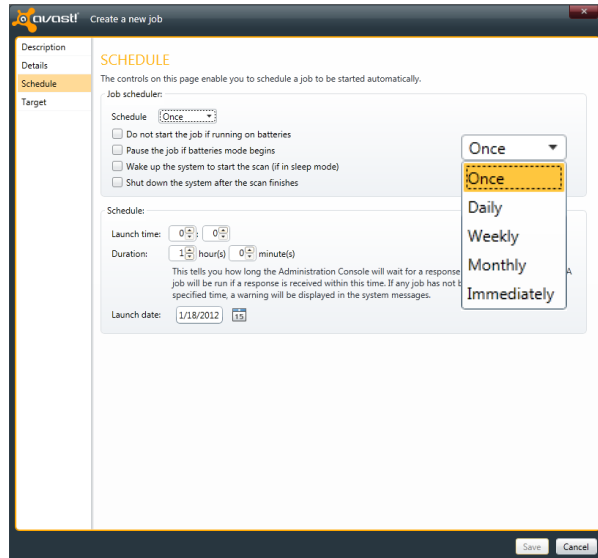 avast! Create a new job
Description
Details
Schedule
Target
SCHEDULE
The controls on this page enable you to schedule a job to be started automatically.
Job scheduler:
Schedule Once
Do not start the job if running on batteries
Pause the job if batteries mode begins
Wake up the system to start the scan (if in sleep mode)
Shut down the system after the scan finishes
Once
Once
Daily
Weekly
Monthly
Immediately
Schedule:
Launch time: 0 : 0
Duration: 1 hour(s) 0 minute(s)
This tells you how long the Administration Console will wait for a response
A
job will be run if a response is received within this time. If any job has not
specified time, a warning will be displayed in the system messages.
Launch date: 1/18/2012 15
Save Cancel